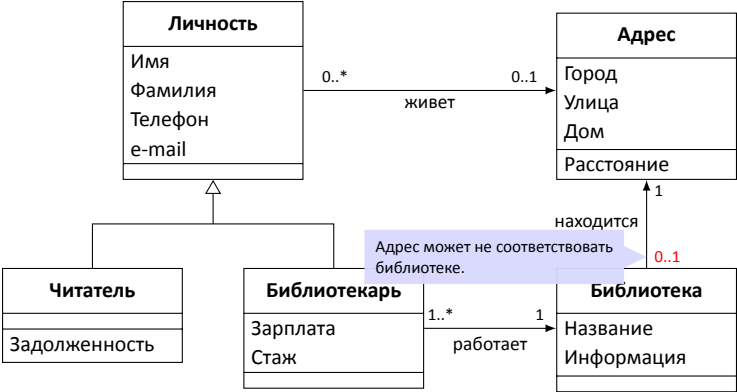 Личность
Имя
Фамилия
Телефон
e-mail
0..*
0..1
живет
Адрес
Город
Улица
Дом
Расстояние
1
находится
0..1
Адрес может не соответствовать
библиотеке.
Читатель
Задолженность
Библиотекарь
Зарплата
Стаж
1..*
1
работает
Библиотека
Название
Информация